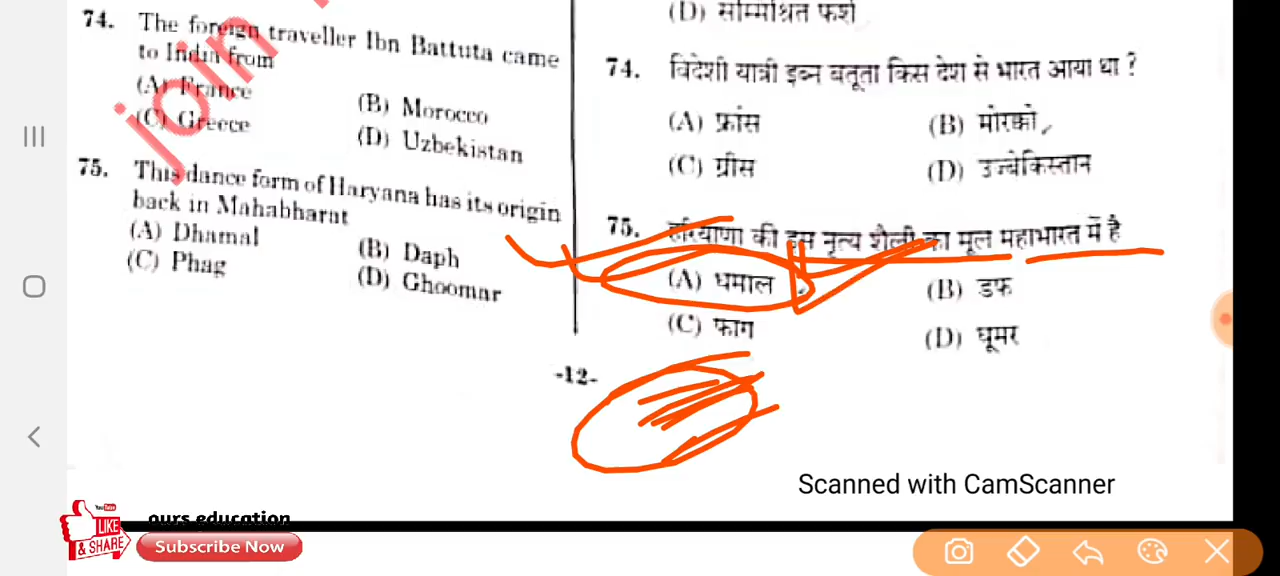 74. The foreign traveller Ibn Battuta came
to India from
(A) France
(B) Morocco
(C) Greece
(D) Uzbekistan
75. This dance form of Haryana has its origin
back in Mahabharat
(A) Dhamal
(B) Daph
(C) Phag
(D) Ghoomar
(D) सम्मिश्रित फर्श
74. विदेशी यात्री इब्न बतूता किस देश से भारत आया था ?
(A) फ्रांस
(B) मोरक्को
(C) ग्रीस
(D) उज्बेकिस्तान
75. हरियाणा की इस नृत्य शैली का मूल महाभारत में है
(A) धमाल
(B) डफ
(C) फाग
(D) घूमर
-12-
join
Scanned with CamScanner
YouTube
LIKE
& SHARE
ours education
Subscribe Now